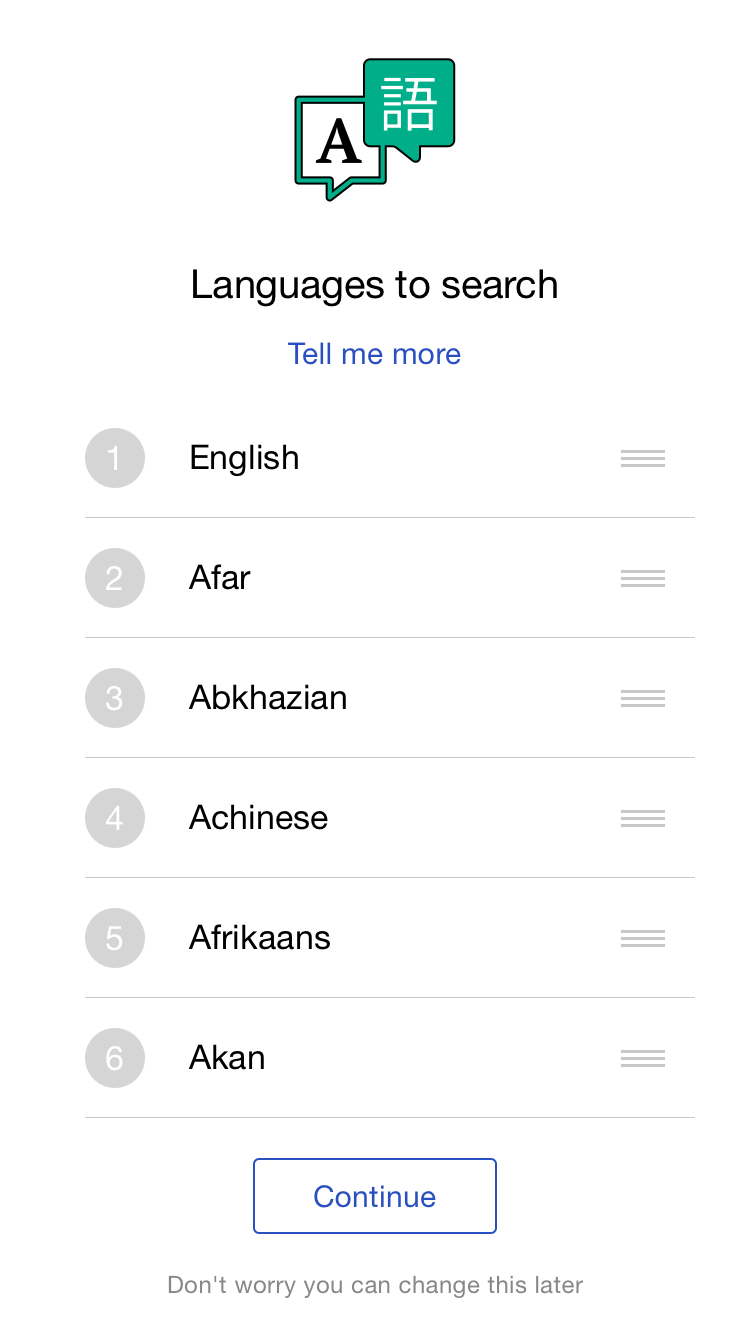 A 語
Languages to search
Tell me more
1 English
2 Afar
3 Abkhazian
4 Achinese
5 Afrikaans
6 Akan
Continue
Don't worry you can change this later